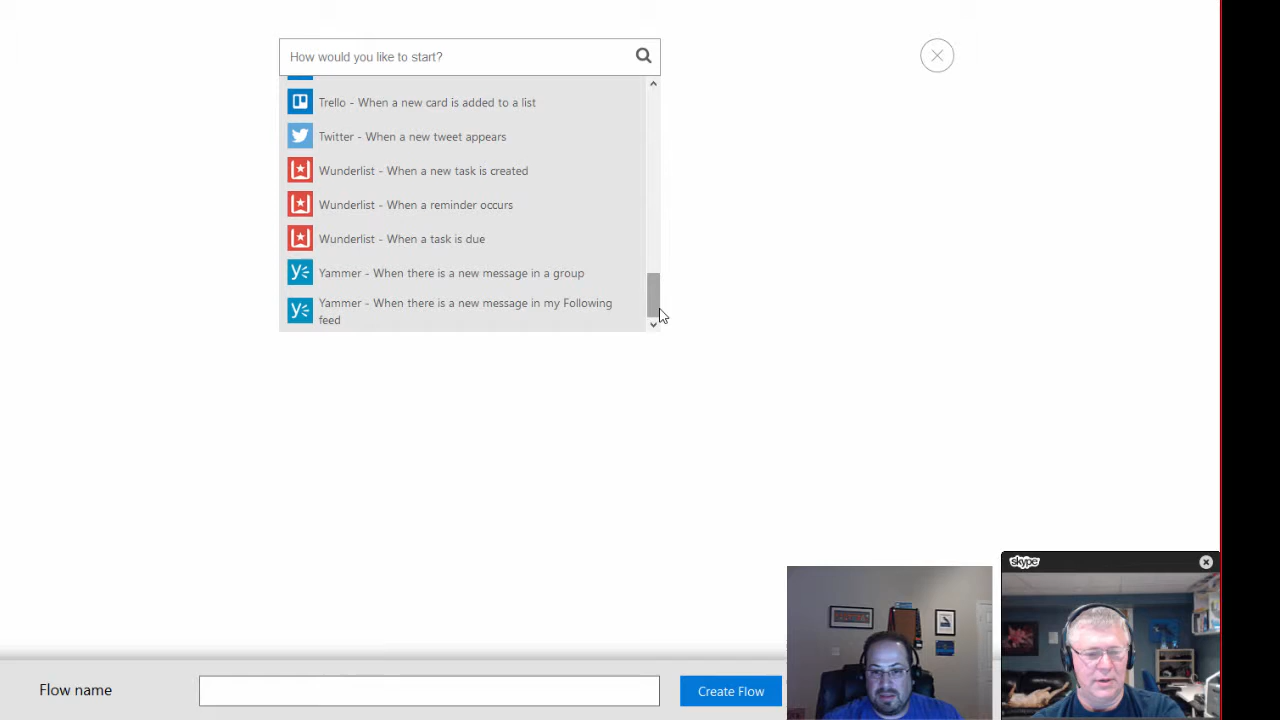 How would you like to start?
Trello - When a new card is added to a list
Twitter - When a new tweet appears
Wunderlist - When a new task is created
Wunderlist - When a reminder occurs
Wunderlist - When a task is due
Yammer - When there is a new message in a group
Yammer - When there is a new message in my Following
feed
skype
Flow name
Create Flow